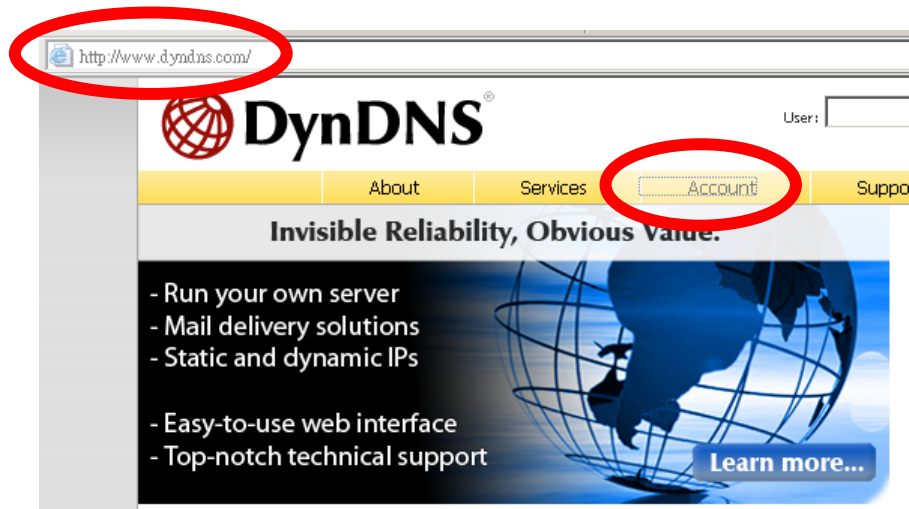 http://www.dyndns.com/
DynDNS®
User:
About Services Account Suppo
Invisible Reliability, Obvious Value.
- Run your own server
- Mail delivery solutions
- Static and dynamic IPs
- Easy-to-use web interface
- Top-notch technical support
Learn more...